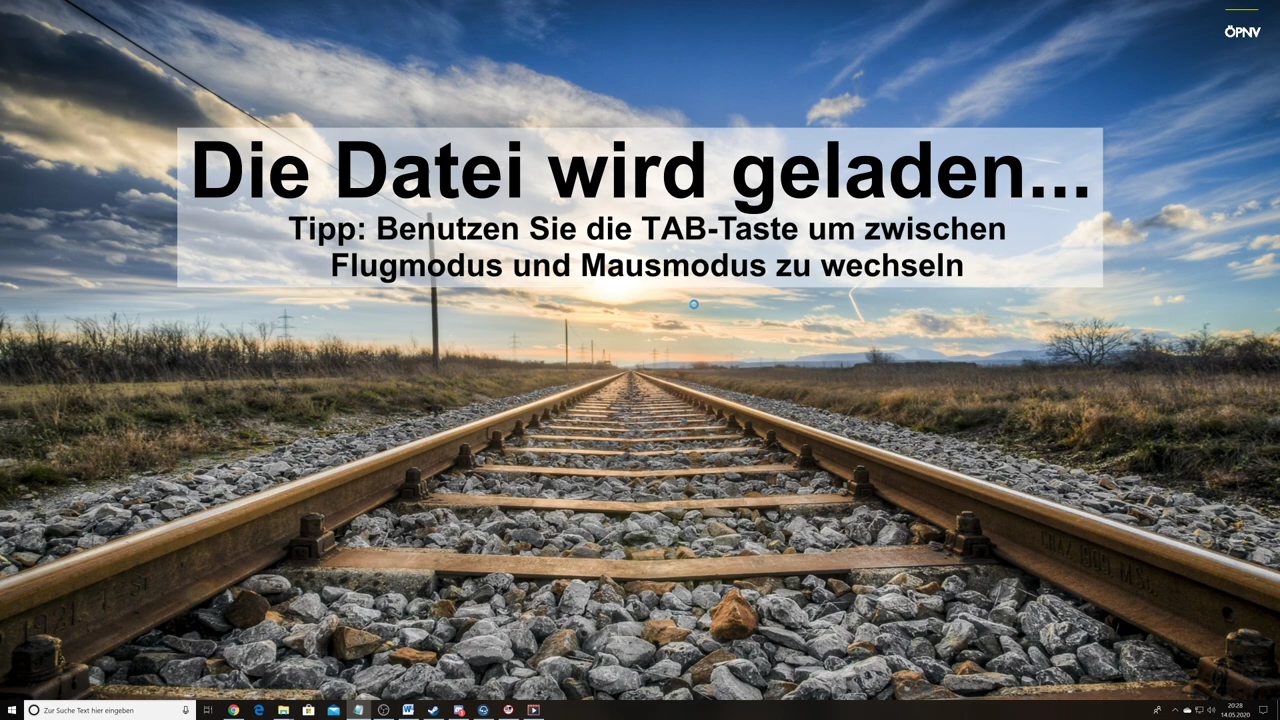 ÖPNV
Die Datei wird geladen...
Tipp: Benutzen Sie die TAB-Taste um zwischen
Flugmodus und Mausmodus zu wechseln
Zur Suche Text hier eingeben
20:28
14.05.2020